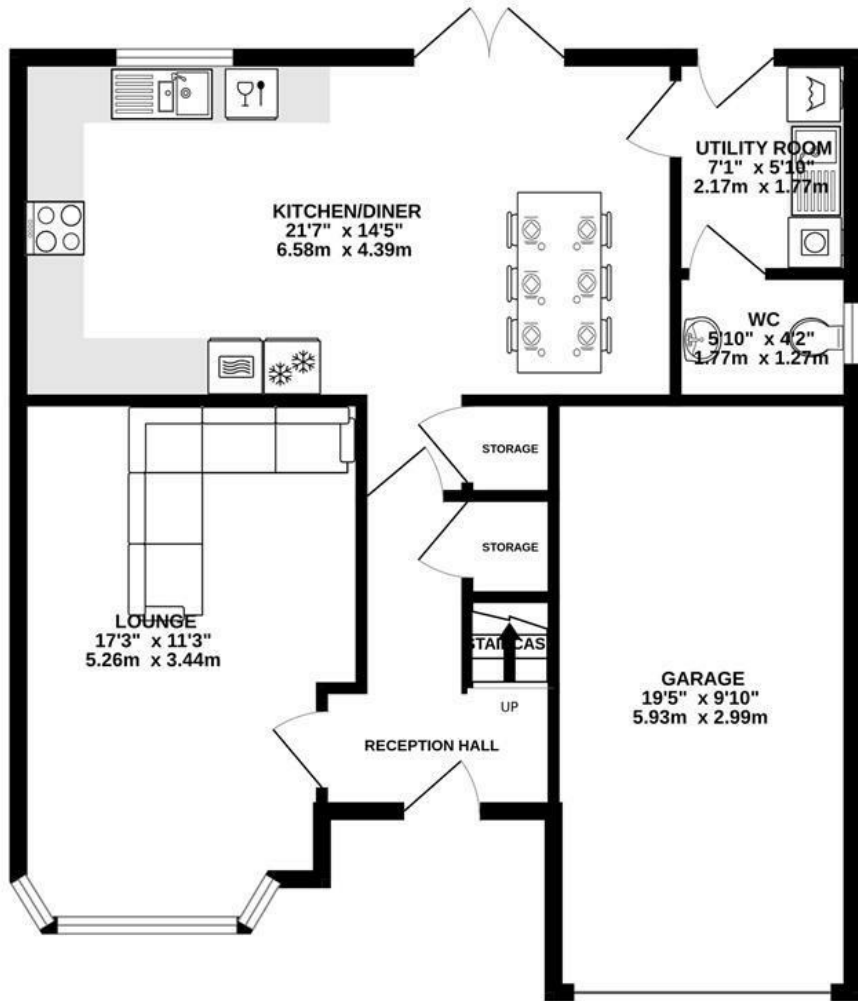 KITCHEN/DINER
21'7" x 14'5"
6.58m x 4.39m
UTILITY ROOM
7'1" x 5'10"
2.17m x 1.77m
WC
5'10" x 4'2"
1.77m x 1.27m
STORAGE
STORAGE
LOUNGE
17'3" x 11'3"
5.26m x 3.44m
STAIRCAS
UP
RECEPTION HALL
GARAGE
19'5" x 9'10"
5.93m x 2.99m